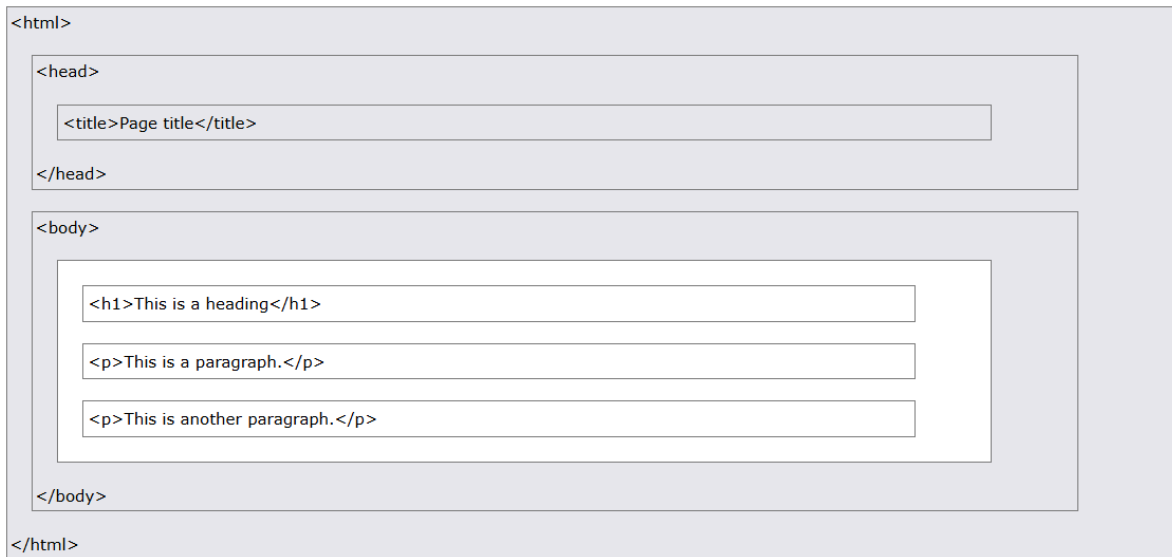 <html>
<head>
<title>Page title</title>
</head>
<body>
<h1>This is a heading</h1>
<p>This is a paragraph.</p>
<p>This is another paragraph.</p>
</body>
</html>